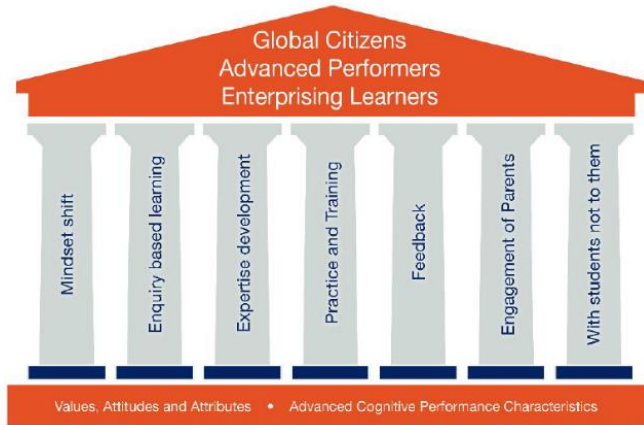 Global Citizens
Advanced Performers
Enterprising Learners
Mindset shift
Enquiry based learning
Expertise development
Practice and Training
Feedback
Engagement of Parents
With students not to them
Values, Attitudes and Attributes • Advanced Cognitive Performance Characteristics